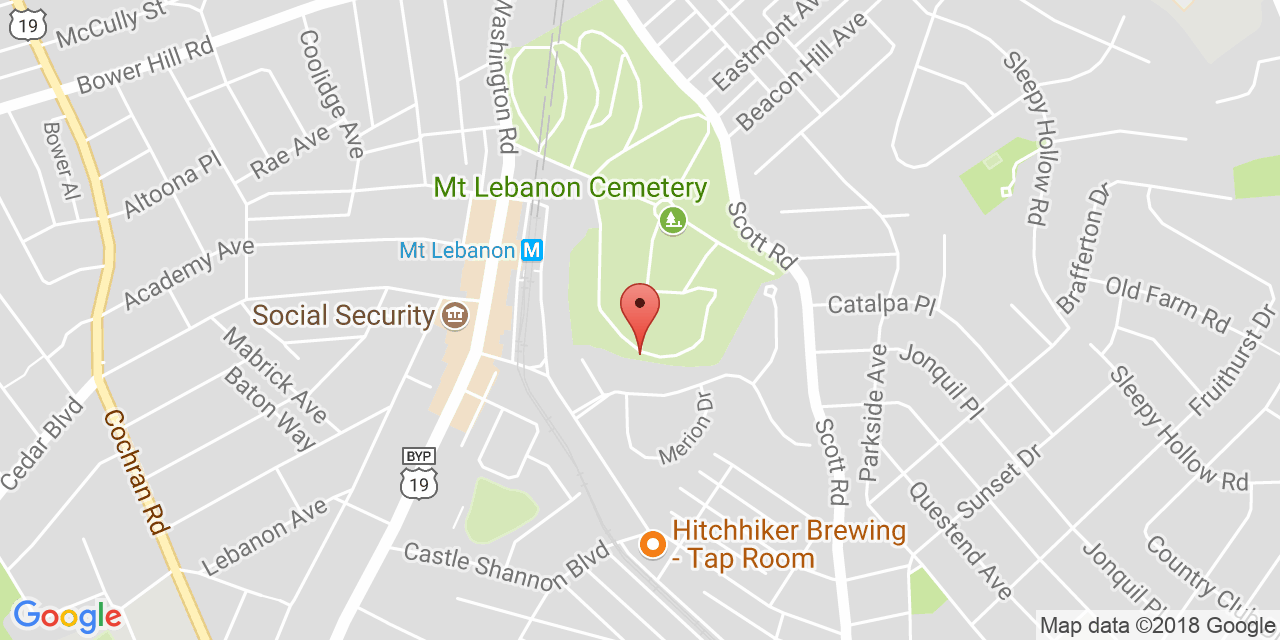 19
McCully St
Bower Hill Rd
Coolidge Ave
Washington Rd
Eastmont Av
Beacon Hill Ave
Sleepy Hollow Rd
Bower Al
Altoona Pl
Rae Ave
Mt Lebanon Cemetery
Scott Rd
Brafferton Dr
Academy Ave
Mt Lebanon M
Social Security
Catalpa Pl
Old Farm Rd
Fruithurst Dr
Mabrick Ave
Baton Way
Jonquil Pl
Parkside Ave
Sleepy Hollow Rd
Cedar Blvd
Cochran Rd
Merion Dr
Scott Rd
BYP
19
Sunset Dr
Questend Ave
Lebanon Ave
Castle Shannon Blvd
Hitchhiker Brewing
- Tap Room
Jonquil Pl
Country Club
Google
Map data ©2018 Google